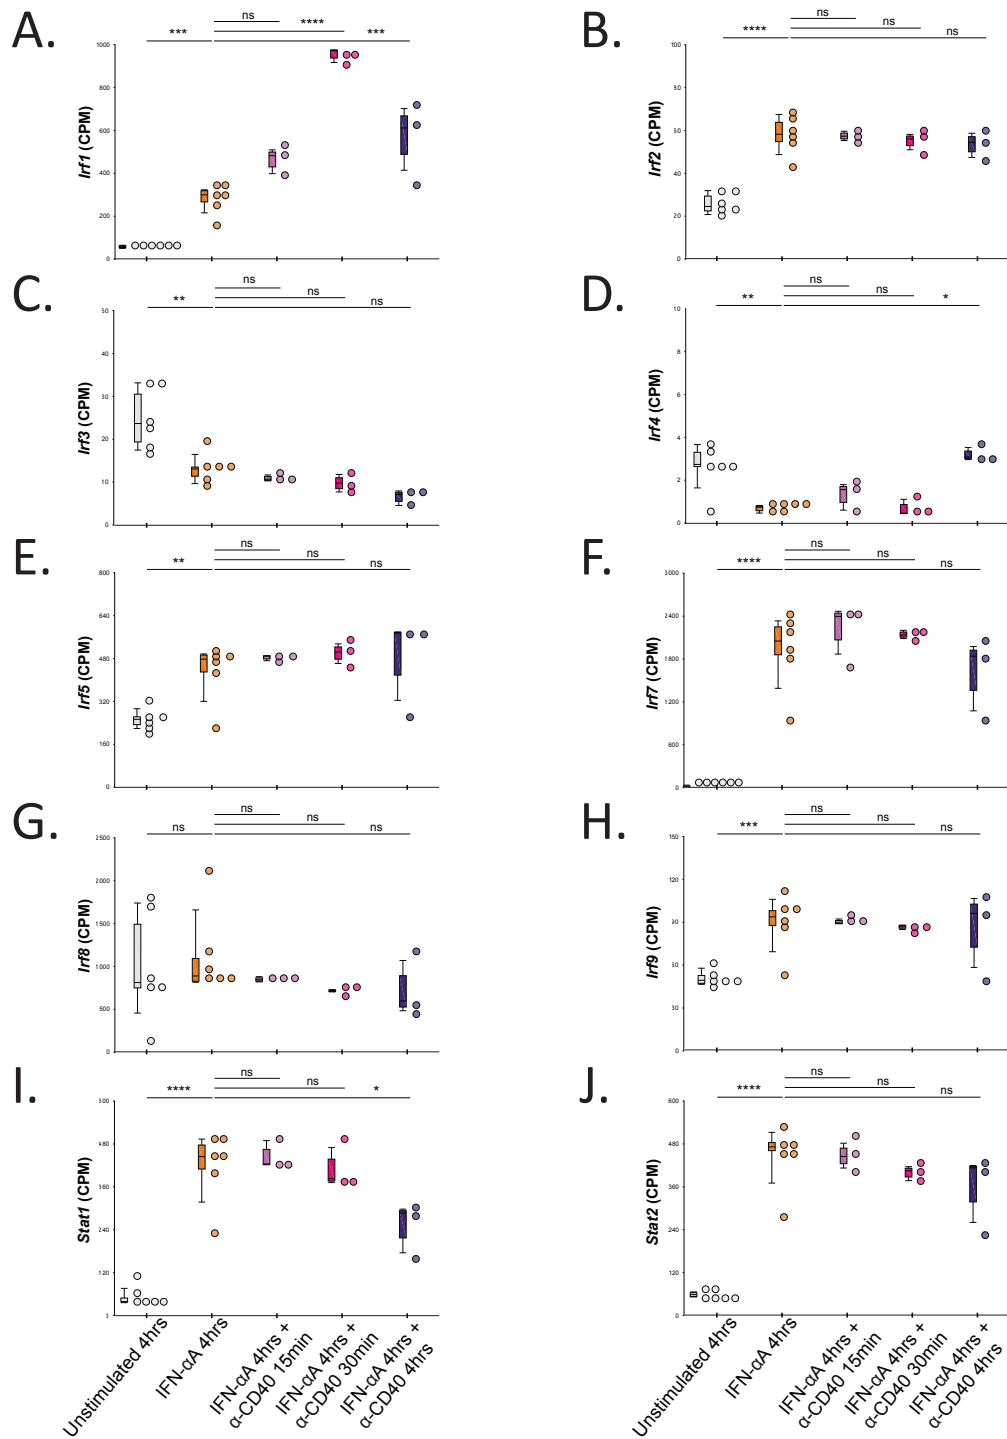 A.
ns
****
***
***
1000
800
600
400
200
0
Irf1 (CPM)
B.
ns
ns
ns
****
100
80
60
40
20
0
Irf2 (CPM)
C.
ns
ns
ns
**
50
40
30
20
10
0
Irf3 (CPM)
D.
ns
ns
*
**
10
8
6
4
2
0
Irf4 (CPM)
E.
ns
ns
ns
**
800
640
480
320
160
0
Irf5 (CPM)
F.
ns
ns
ns
****
3000
2400
1800
1200
600
0
Irf7 (CPM)
G.
ns
ns
ns
ns
2500
2000
1500
1000
500
0
Irf8 (CPM)
H.
ns
ns
ns
***
150
120
90
60
30
0
Irf9 (CPM)
I.
ns
ns
*
****
600
480
360
240
120
0
Stat1 (CPM)
J.
ns
ns
ns
****
600
480
360
240
120
0
Stat2 (CPM)
Unstimulated 4hrs
IFN-αA 4hrs
IFN-αA 4hrs +
α-CD40 15min
IFN-αA 4hrs +
α-CD40 30min
IFN-αA 4hrs +
α-CD40 4hrs
Unstimulated 4hrs
IFN-αA 4hrs
IFN-αA 4hrs +
α-CD40 15min
IFN-αA 4hrs +
α-CD40 30min
IFN-αA 4hrs +
α-CD40 4hrs